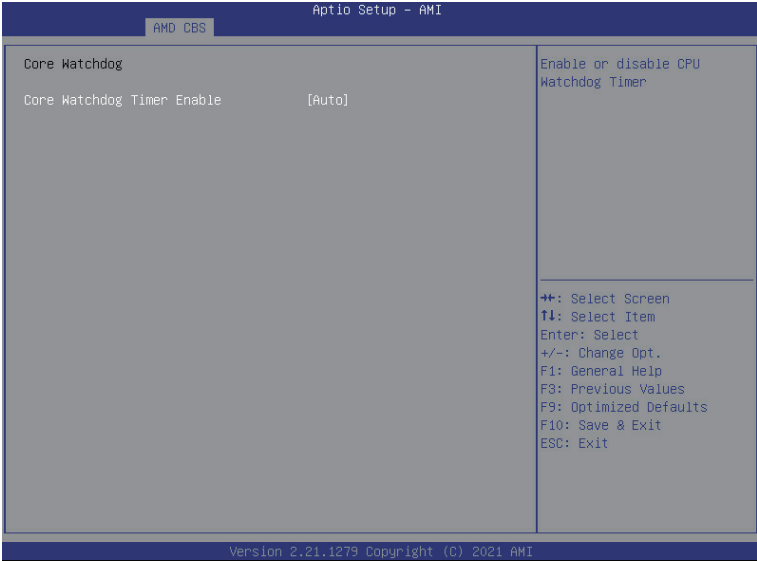 Aptio Setup – AMI
AMD CBS
Core Watchdog
Core Watchdog Timer Enable [Auto]
Enable or disable CPU
Watchdog Timer
→←: Select Screen
↑↓: Select Item
Enter: Select
+/-: Change Opt.
F1: General Help
F3: Previous Values
F9: Optimized Defaults
F10: Save & Exit
ESC: Exit
Version 2.21.1279 Copyright (C) 2021 AMI